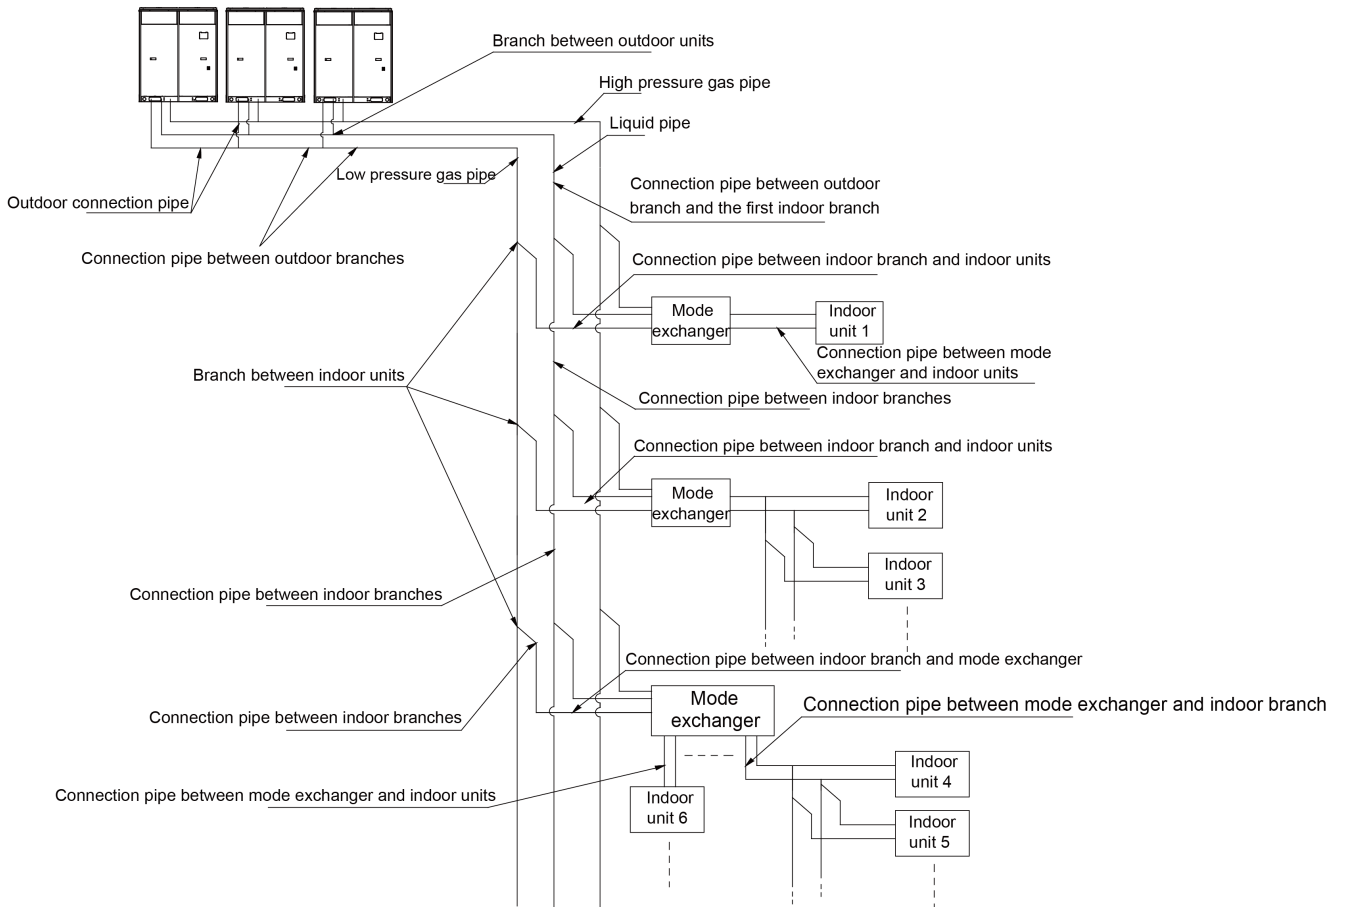 Branch between outdoor units
High pressure gas pipe
Liquid pipe
Low pressure gas pipe
Connection pipe between outdoor
branch and the first indoor branch
Outdoor connection pipe
Connection pipe between outdoor branches
Connection pipe between indoor branch and indoor units
Mode
exchanger
Indoor
unit 1
Connection pipe between mode
exchanger and indoor units
Branch between indoor units
Connection pipe between indoor branches
Connection pipe between indoor branch and indoor units
Mode
exchanger
Indoor
unit 2
Indoor
unit 3
Connection pipe between indoor branches
Connection pipe between indoor branch and mode exchanger
Mode
exchanger
Connection pipe between mode exchanger and indoor branch
Connection pipe between indoor branches
Indoor
unit 4
Connection pipe between mode exchanger and indoor units
Indoor
unit 6
Indoor
unit 5